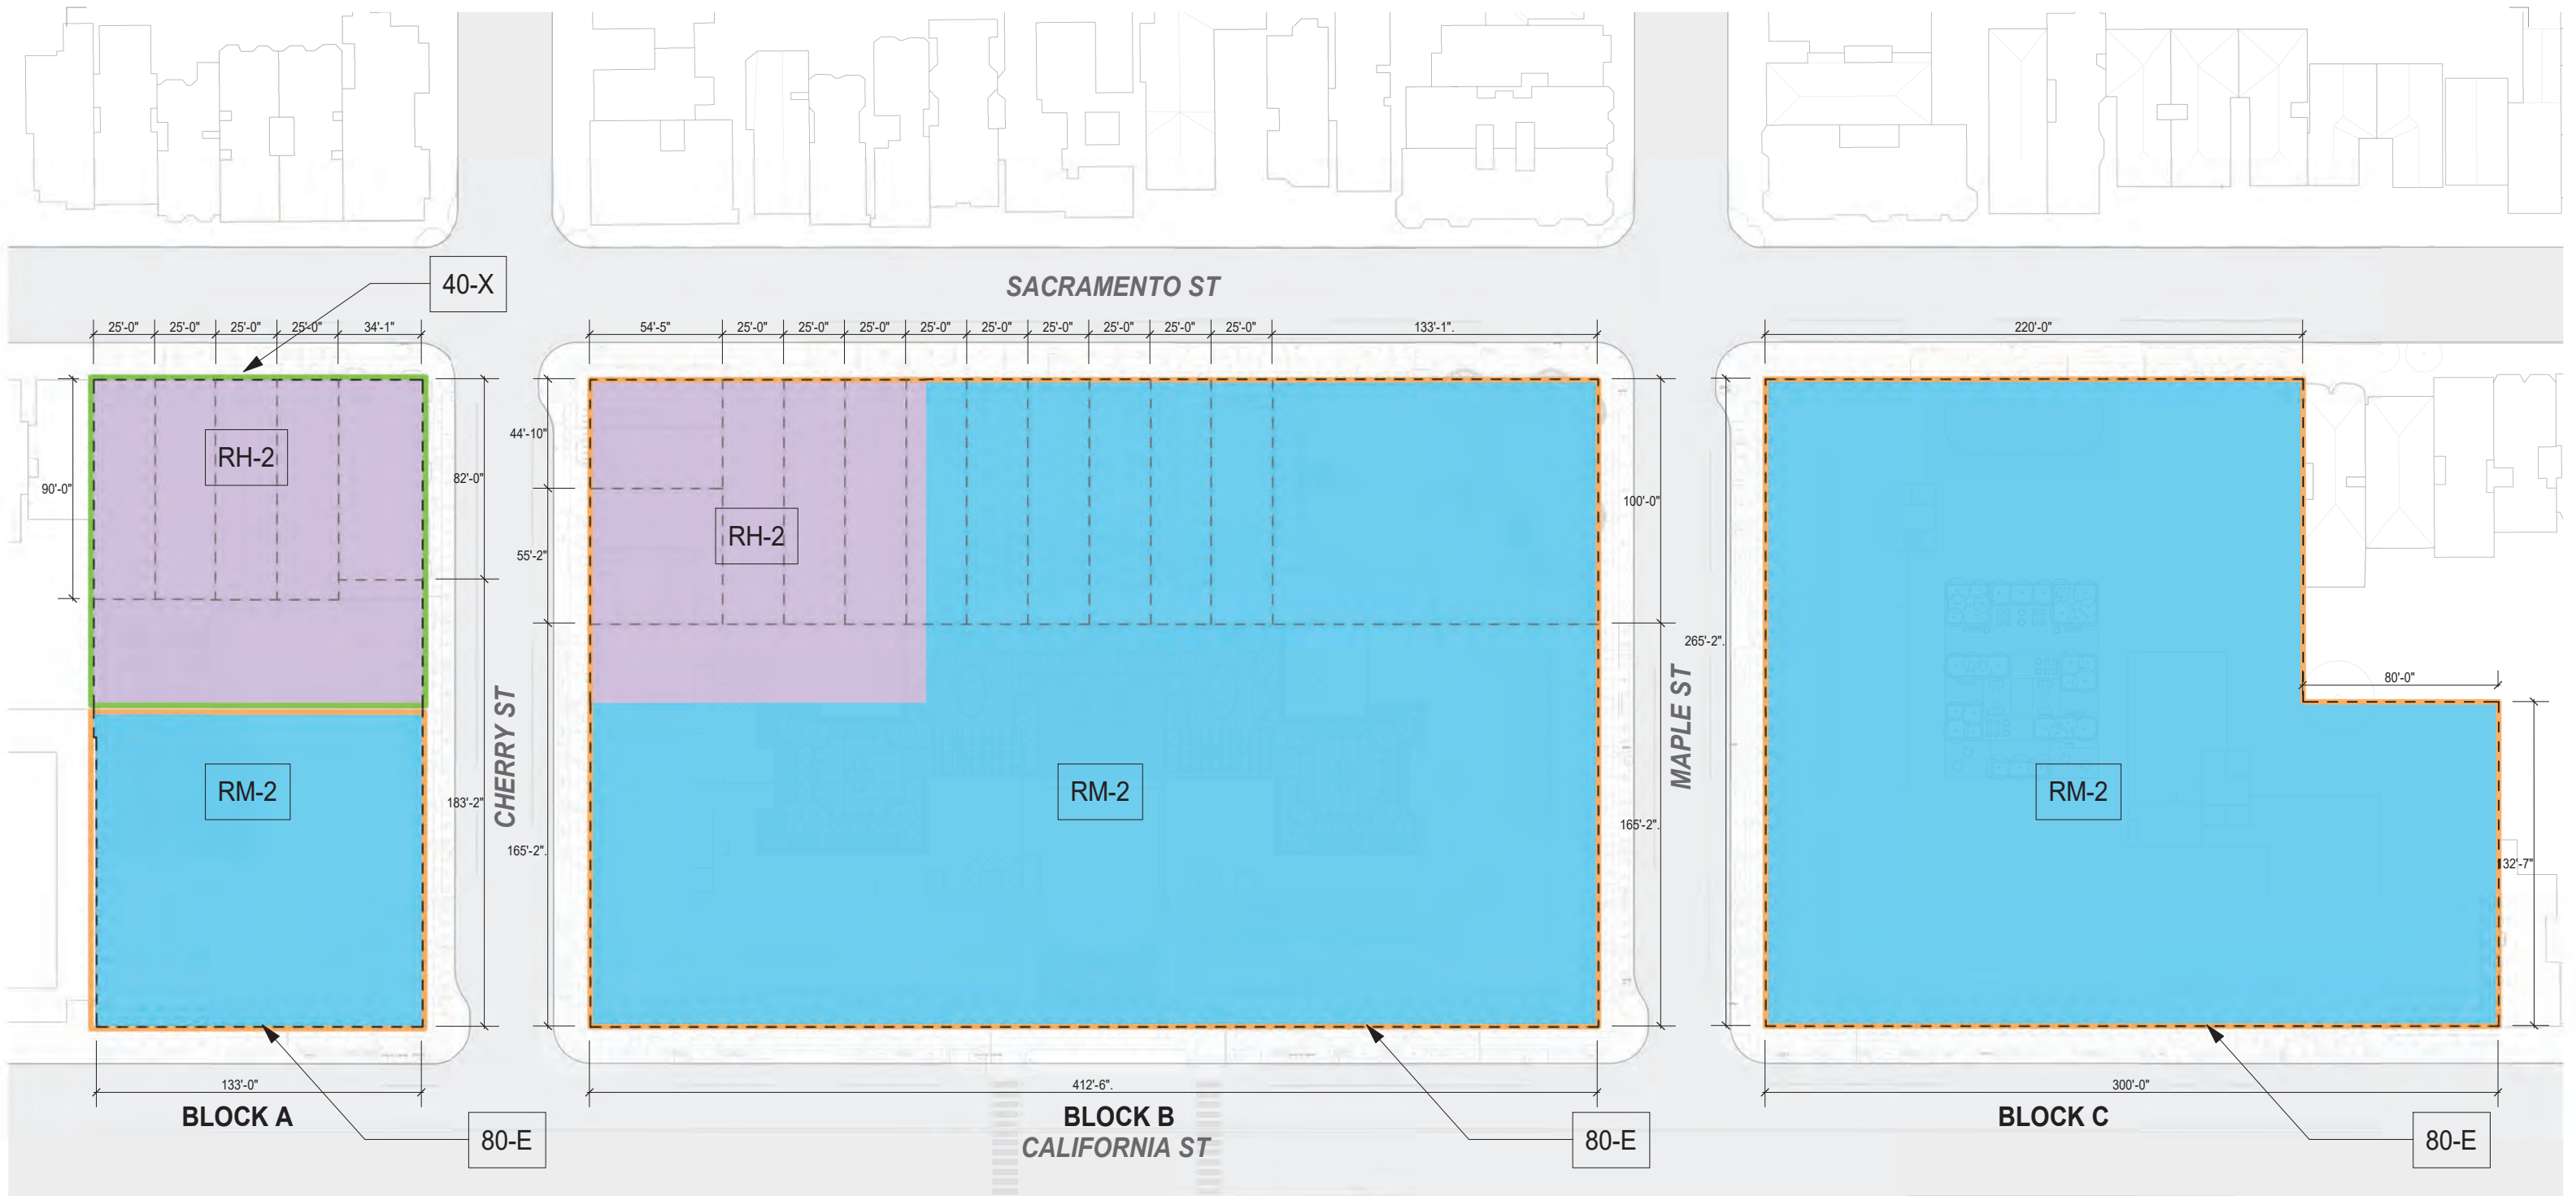 40-X
SACRAMENTO ST
25'-0" 25'-0" 25'-0" 25'-0" 34'-1"
54'-5" 25'-0" 25'-0" 25'-0" 25'-0" 25'-0" 25'-0" 25'-0" 25'-0" 25'-0" 133'-1".
220'-0"
RH-2
90'-0"
82'-0"
44'-10"
RH-2
55'-2"
100'-0"
265'-2".
80'-0"
CHERRY ST
MAPLE ST
RM-2
183'-2"
165'-2".
RM-2
165'-2".
RM-2
32'-7"
133'-0"
412'-6".
300'-0"
BLOCK A
BLOCK B
BLOCK C
80-E
CALIFORNIA ST
80-E
80-E